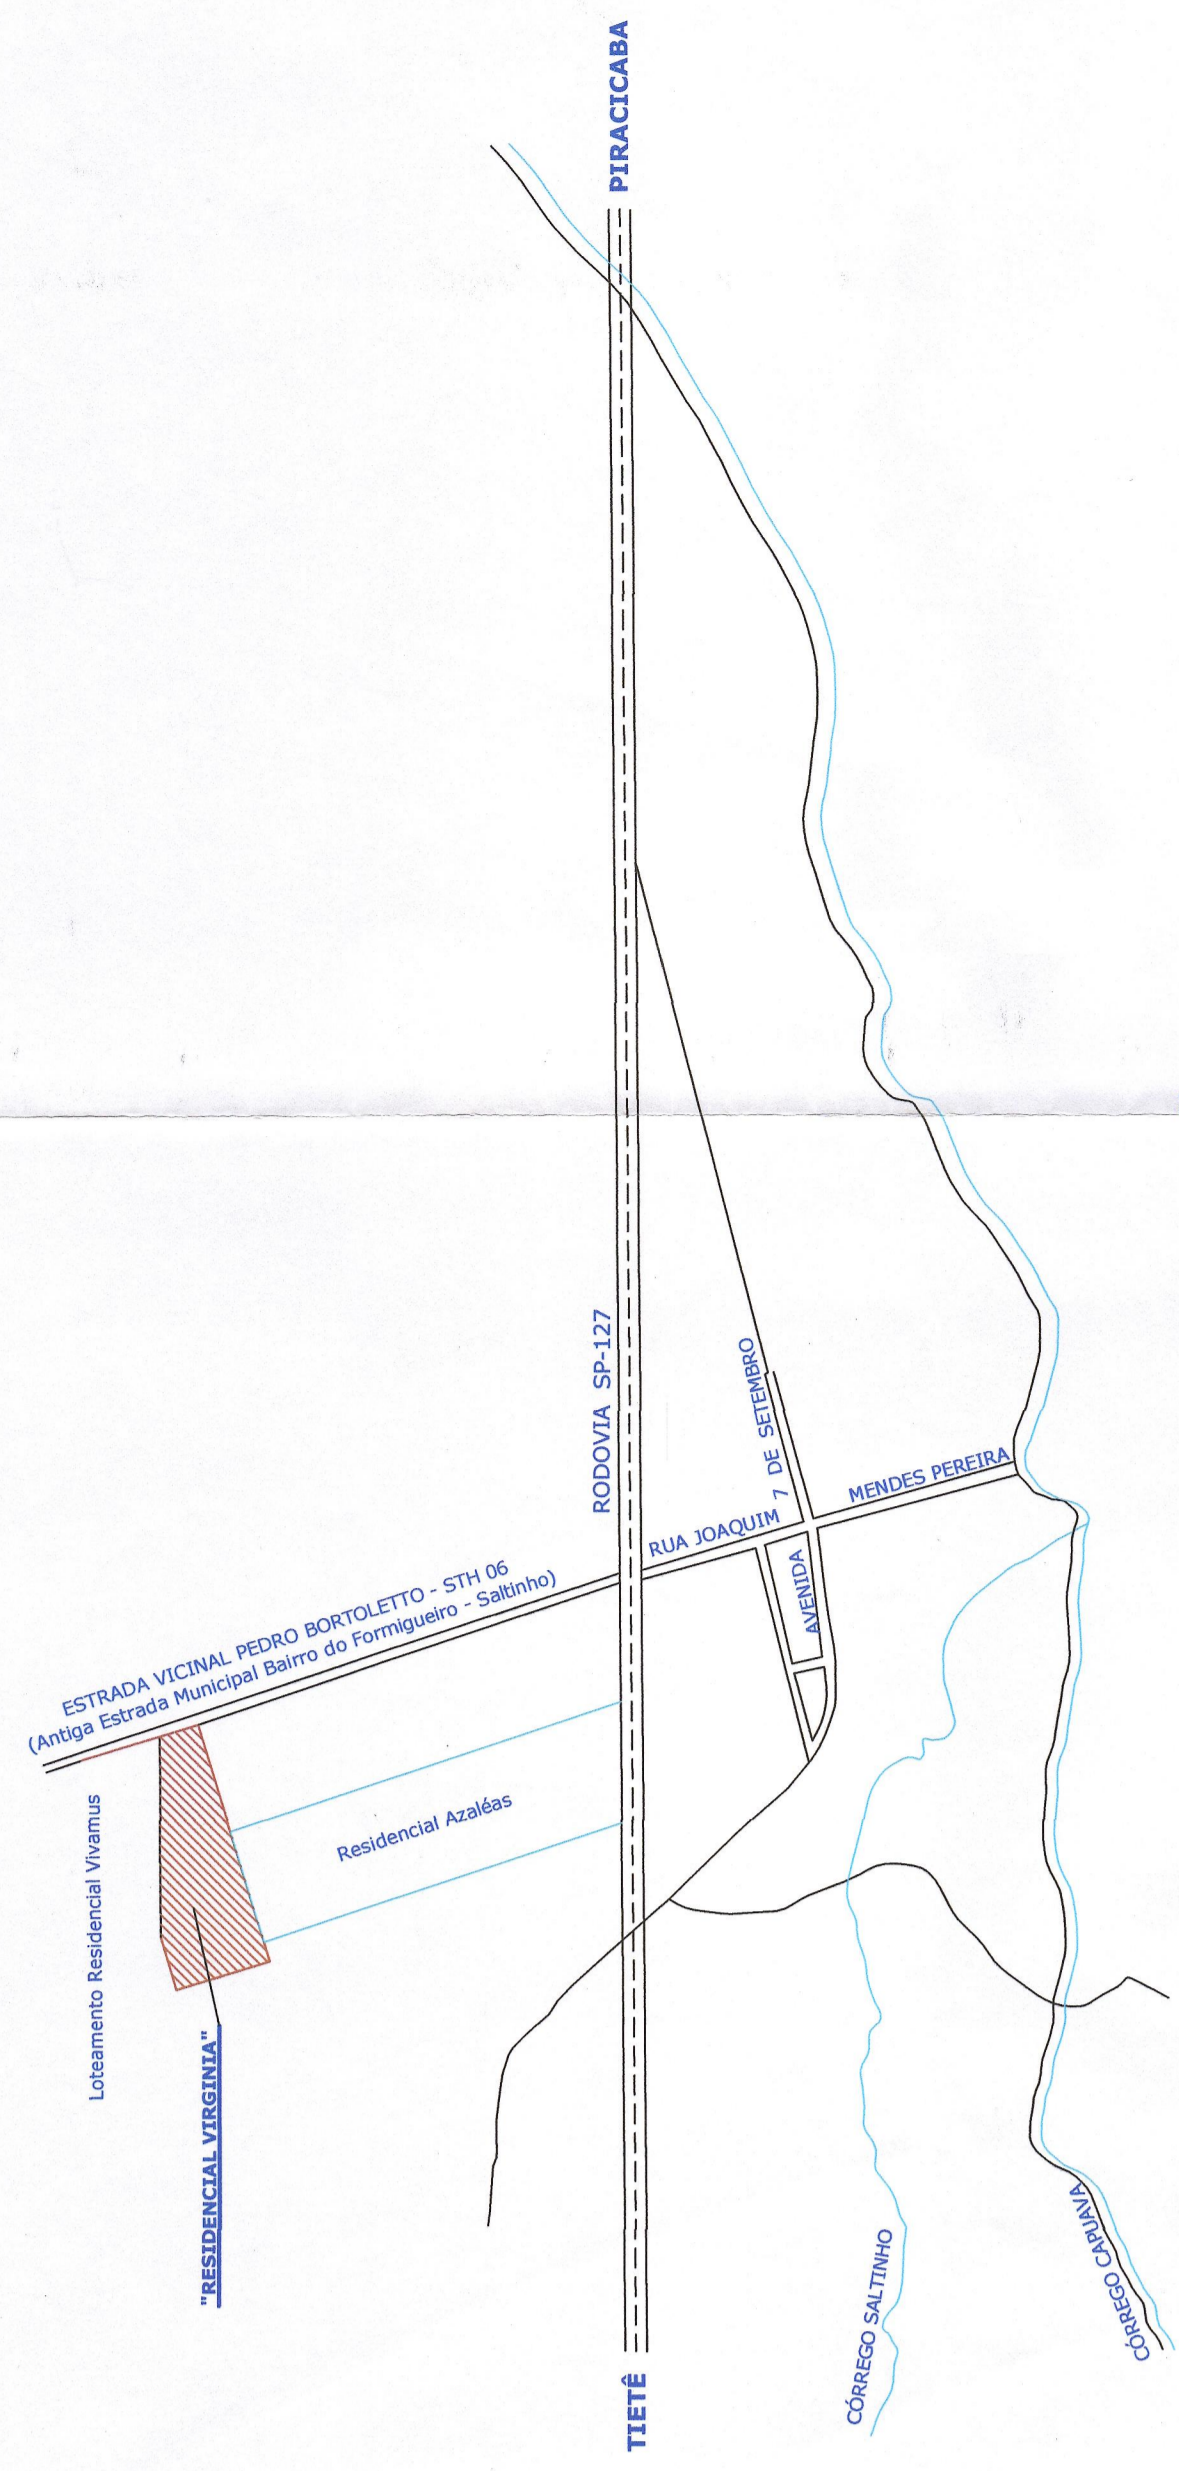 PIRACICABA
RODOVIA SP-127
TIETÊ
ESTRADA VICINAL PEDRO BORTOLETTO - STH 06
(Antiga Estrada Municipal Bairro do Formigueiro - Saltinho)
RUA JOAQUIM MENDES PEREIRA
AVENIDA 7 DE SETEMBRO
Residencial Azaléas
Loteamento Residencial Vivamus
"RESIDENCIAL VIRGINIA"
CÓRREGO SALTINHO
CÓRREGO CAPUAVA